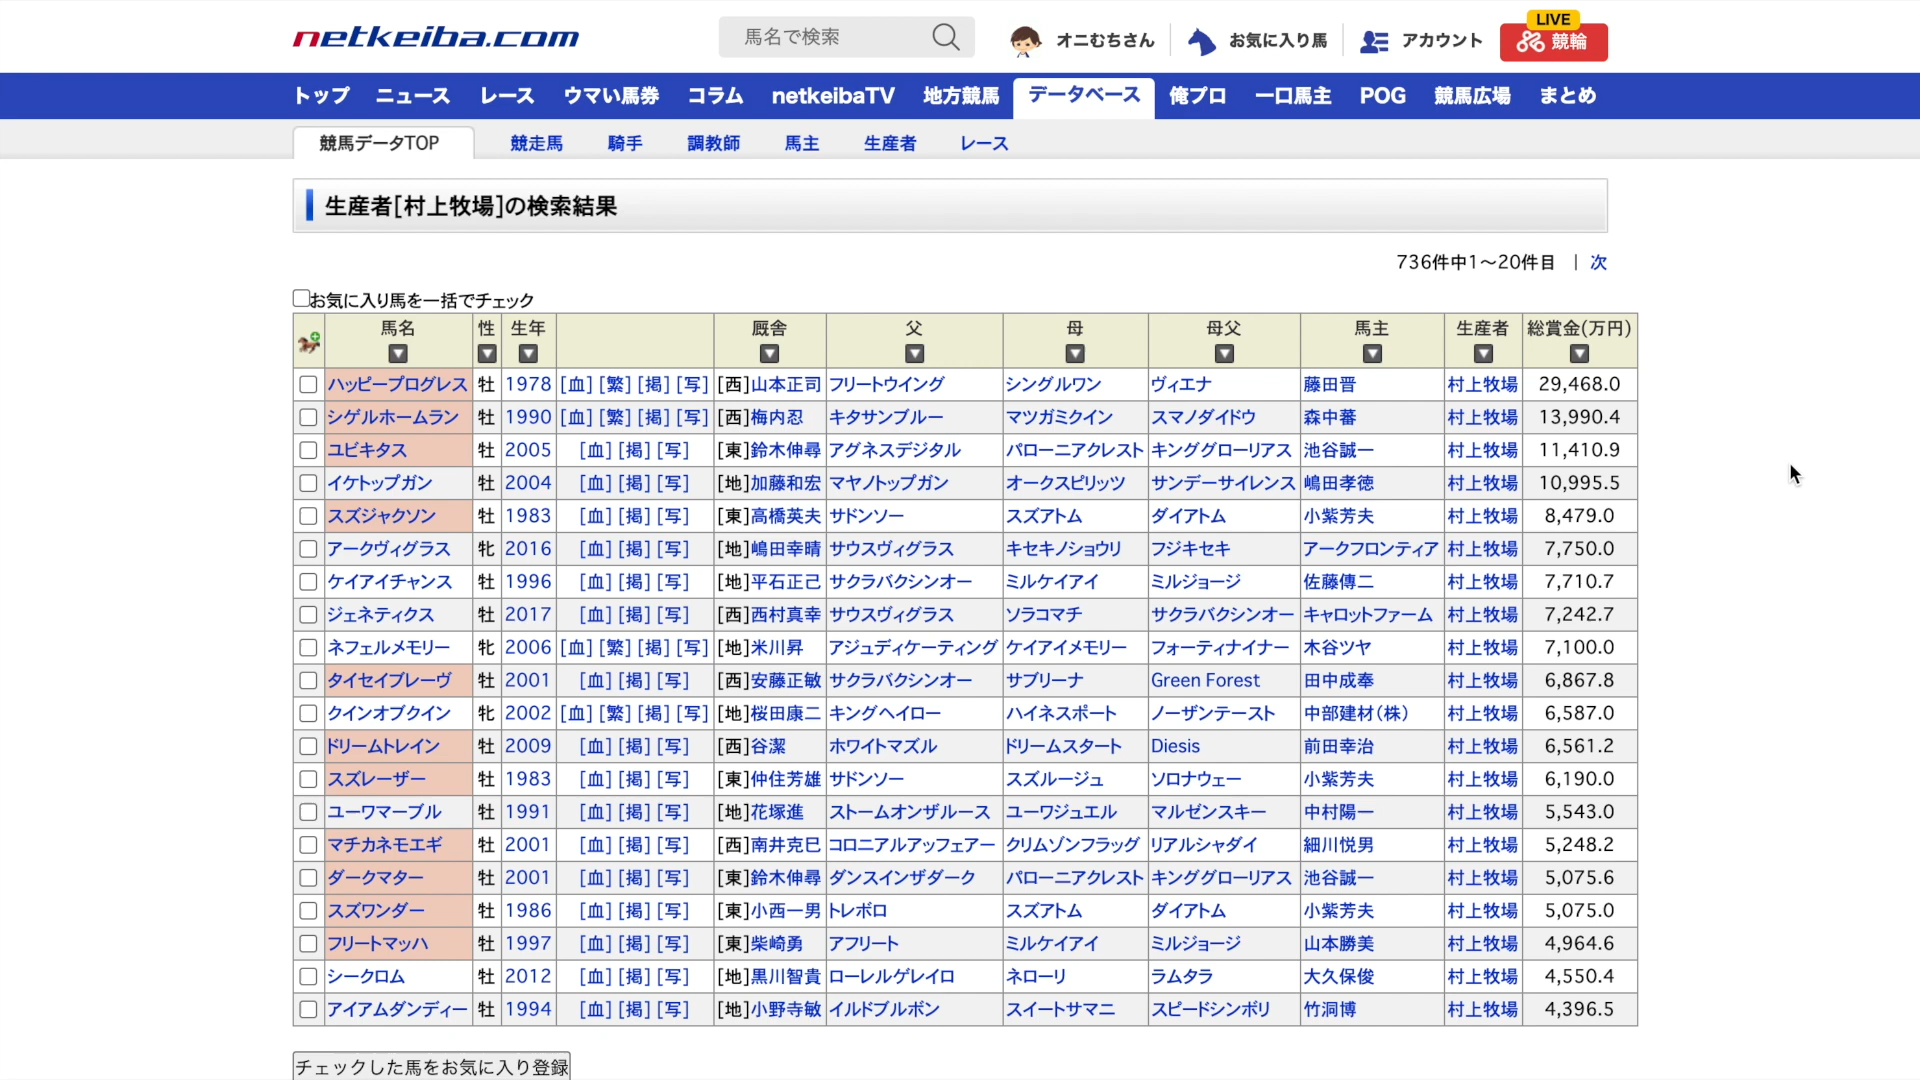 netkeiba.com
馬名で検索
オニむちさん
お気に入り馬
アカウント
LIVE
競輪
トップ ニュース レース ウマい馬券 コラム netkeibaTV 地方競馬 データベース 俺プロ 一口馬主 POG 競馬広場 まとめ
競馬データTOP 競走馬 騎手 調教師 馬主 生産者 レース
生産者[村上牧場]の検索結果
736件中1〜20件目 | 次
お気に入り馬を一括でチェック
馬名 性 生年 厩舎 父 母 母父 馬主 生産者 総賞金(万円)
ハッピープログレス 牡 1978 [血] [繁] [掲] [写] [西]山本正司 フリートウイング シングルワン ヴィエナ 藤田晋 村上牧場 29,468.0
シゲルホームラン 牡 1990 [血] [繁] [掲] [写] [西]梅内忍 キタサンブルー マツガミクイン スマノダイドウ 森中蕃 村上牧場 13,990.4
ユビキタス 牡 2005 [血] [掲] [写] [東]鈴木伸尋 アグネスデジタル パローニアクレスト キンググローリアス 池谷誠一 村上牧場 11,410.9
イケトップガン 牡 2004 [血] [掲] [写] [地]加藤和宏 マヤノトップガン オークスピリッツ サンデーサイレンス 嶋田孝徳 村上牧場 10,995.5
スズジャクソン 牡 1983 [血] [掲] [写] [東]高橋英夫 サドンソー スズアトム ダイアトム 小紫芳夫 村上牧場 8,479.0
アークヴィグラス 牝 2016 [血] [掲] [写] [地]嶋田幸晴 サウスヴィグラス キセキノショウリ フジキセキ アークフロンティア 村上牧場 7,750.0
ケイアイチャンス 牡 1996 [血] [掲] [写] [地]平石正己 サクラバクシンオー ミルケイアイ ミルジョージ 佐藤傳二 村上牧場 7,710.7
ジェネティクス 牡 2017 [血] [掲] [写] [西]西村真幸 サウスヴィグラス ソラコマチ サクラバクシンオー キャロットファーム 村上牧場 7,242.7
ネフェルメモリー 牝 2006 [血] [繁] [掲] [写] [地]米川昇 アジュディケーティング ケイアイメモリー フォーティナイナー 木谷ツヤ 村上牧場 7,100.0
タイセイブレーヴ 牡 2001 [血] [掲] [写] [西]安藤正敏 サクラバクシンオー サブリーナ Green Forest 田中成奉 村上牧場 6,867.8
クインオブクイン 牝 2002 [血] [繁] [掲] [写] [地]桜田康二 キングヘイロー ハイネスポート ノーザンテースト 中部建材(株) 村上牧場 6,587.0
ドリームトレイン 牡 2009 [血] [掲] [写] [西]谷潔 ホワイトマズル ドリームスタート Diesis 前田幸治 村上牧場 6,561.2
スズレーザー 牡 1983 [血] [掲] [写] [東]仲住芳雄 サドンソー スズルージュ ソロナウェー 小紫芳夫 村上牧場 6,190.0
ユーワマーブル 牡 1991 [血] [掲] [写] [地]花塚進 ストームオンザルース ユーワジュエル マルゼンスキー 中村陽一 村上牧場 5,543.0
マチカネモエギ 牡 2001 [血] [掲] [写] [西]南井克巳 コロニアルアッフェアー クリムゾンフラッグ リアルシャダイ 細川悦男 村上牧場 5,248.2
ダークマター 牡 2001 [血] [掲] [写] [東]鈴木伸尋 ダンスインザダーク パローニアクレスト キンググローリアス 池谷誠一 村上牧場 5,075.6
スズワンダー 牡 1986 [血] [掲] [写] [東]小西一男 トレボロ スズアトム ダイアトム 小紫芳夫 村上牧場 5,075.0
フリートマッハ 牡 1997 [血] [掲] [写] [東]柴崎勇 アフリート ミルケイアイ ミルジョージ 山本勝美 村上牧場 4,964.6
シークロム 牡 2012 [血] [掲] [写] [地]黒川智貴 ローレルゲレイロ ネローリ ラムタラ 大久保俊 村上牧場 4,550.4
アイアムダンディー 牡 1994 [血] [掲] [写] [地]小野寺敏 イルドブルボン スイートサマニ スピードシンボリ 竹洞博 村上牧場 4,396.5
チェックした馬をお気に入り登録